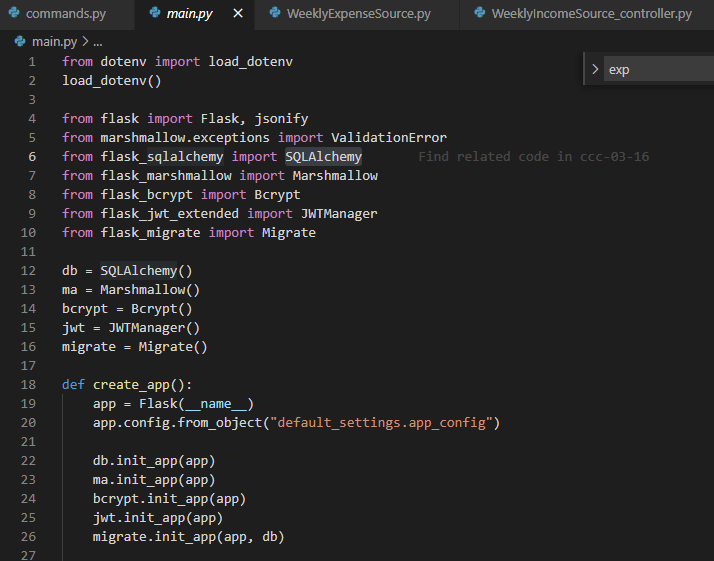 commands.py
main.py
WeeklyExpenseSource.py
WeeklyIncomeSource_controller.py
main.py > ...
exp
1 from dotenv import load_dotenv
2 load_dotenv()
3
4 from flask import Flask, jsonify
5 from marshmallow.exceptions import ValidationError
6 from flask_sqlalchemy import SQLAlchemy Find related code in ccc-03-16
7 from flask_marshmallow import Marshmallow
8 from flask_bcrypt import Bcrypt
9 from flask_jwt_extended import JWTManager
10 from flask_migrate import Migrate
11
12 db = SQLAlchemy()
13 ma = Marshmallow()
14 bcrypt = Bcrypt()
15 jwt = JWTManager()
16 migrate = Migrate()
17
18 def create_app():
19     app = Flask(__name__)
20     app.config.from_object("default_settings.app_config")
21
22     db.init_app(app)
23     ma.init_app(app)
24     bcrypt.init_app(app)
25     jwt.init_app(app)
26     migrate.init_app(app, db)
27